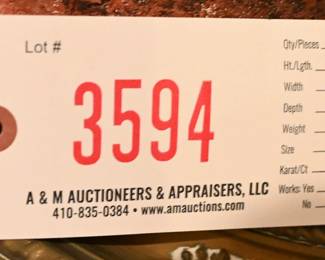 Lot #
3594
A & M AUCTIONEERS & APPRAISERS, LLC
410-835-0384 • www.amauctions.com
Qty/Pieces
Ht./Lgth.
Width
Depth
Weight
Size
Karat/Ct
Works: Yes
No